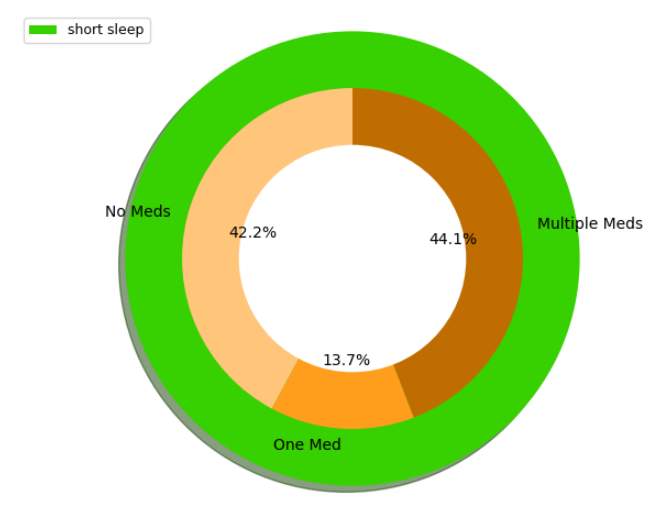 short sleep
No Meds
42.2%
44.1%
Multiple Meds
13.7%
One Med